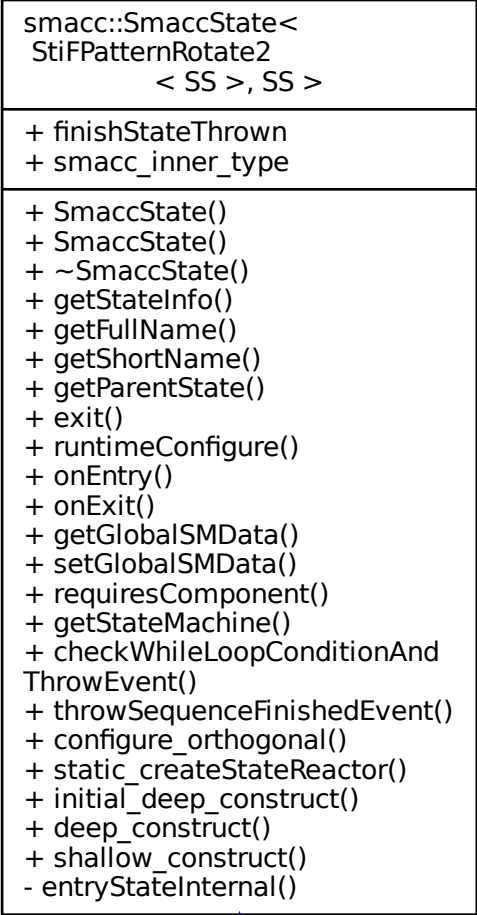 smacc::SmaccState<
StiFPatternRotate2
< SS >, SS >
+ finishStateThrown
+ smacc_inner_type
+ SmaccState()
+ SmaccState()
+ ~SmaccState()
+ getStateInfo()
+ getFullName()
+ getShortName()
+ getParentState()
+ exit()
+ runtimeConfigure()
+ onEntry()
+ onExit()
+ getGlobalSMData()
+ setGlobalSMData()
+ requiresComponent()
+ getStateMachine()
+ checkWhileLoopConditionAnd
ThrowEvent()
+ throwSequenceFinishedEvent()
+ configure_orthogonal()
+ static_createStateReactor()
+ initial_deep_construct()
+ deep_construct()
+ shallow_construct()
- entryStateInternal()